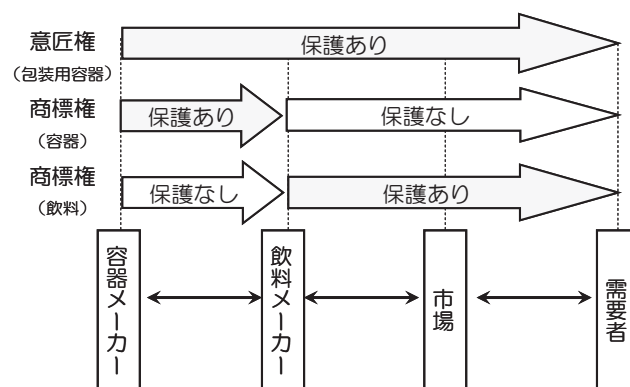 意匠権
(包装用容器)
保護あり
商標権
(容器)
保護あり
保護なし
商標権
(飲料)
保護なし
保護あり
容器メーカー
飲料メーカー
市場
需要者